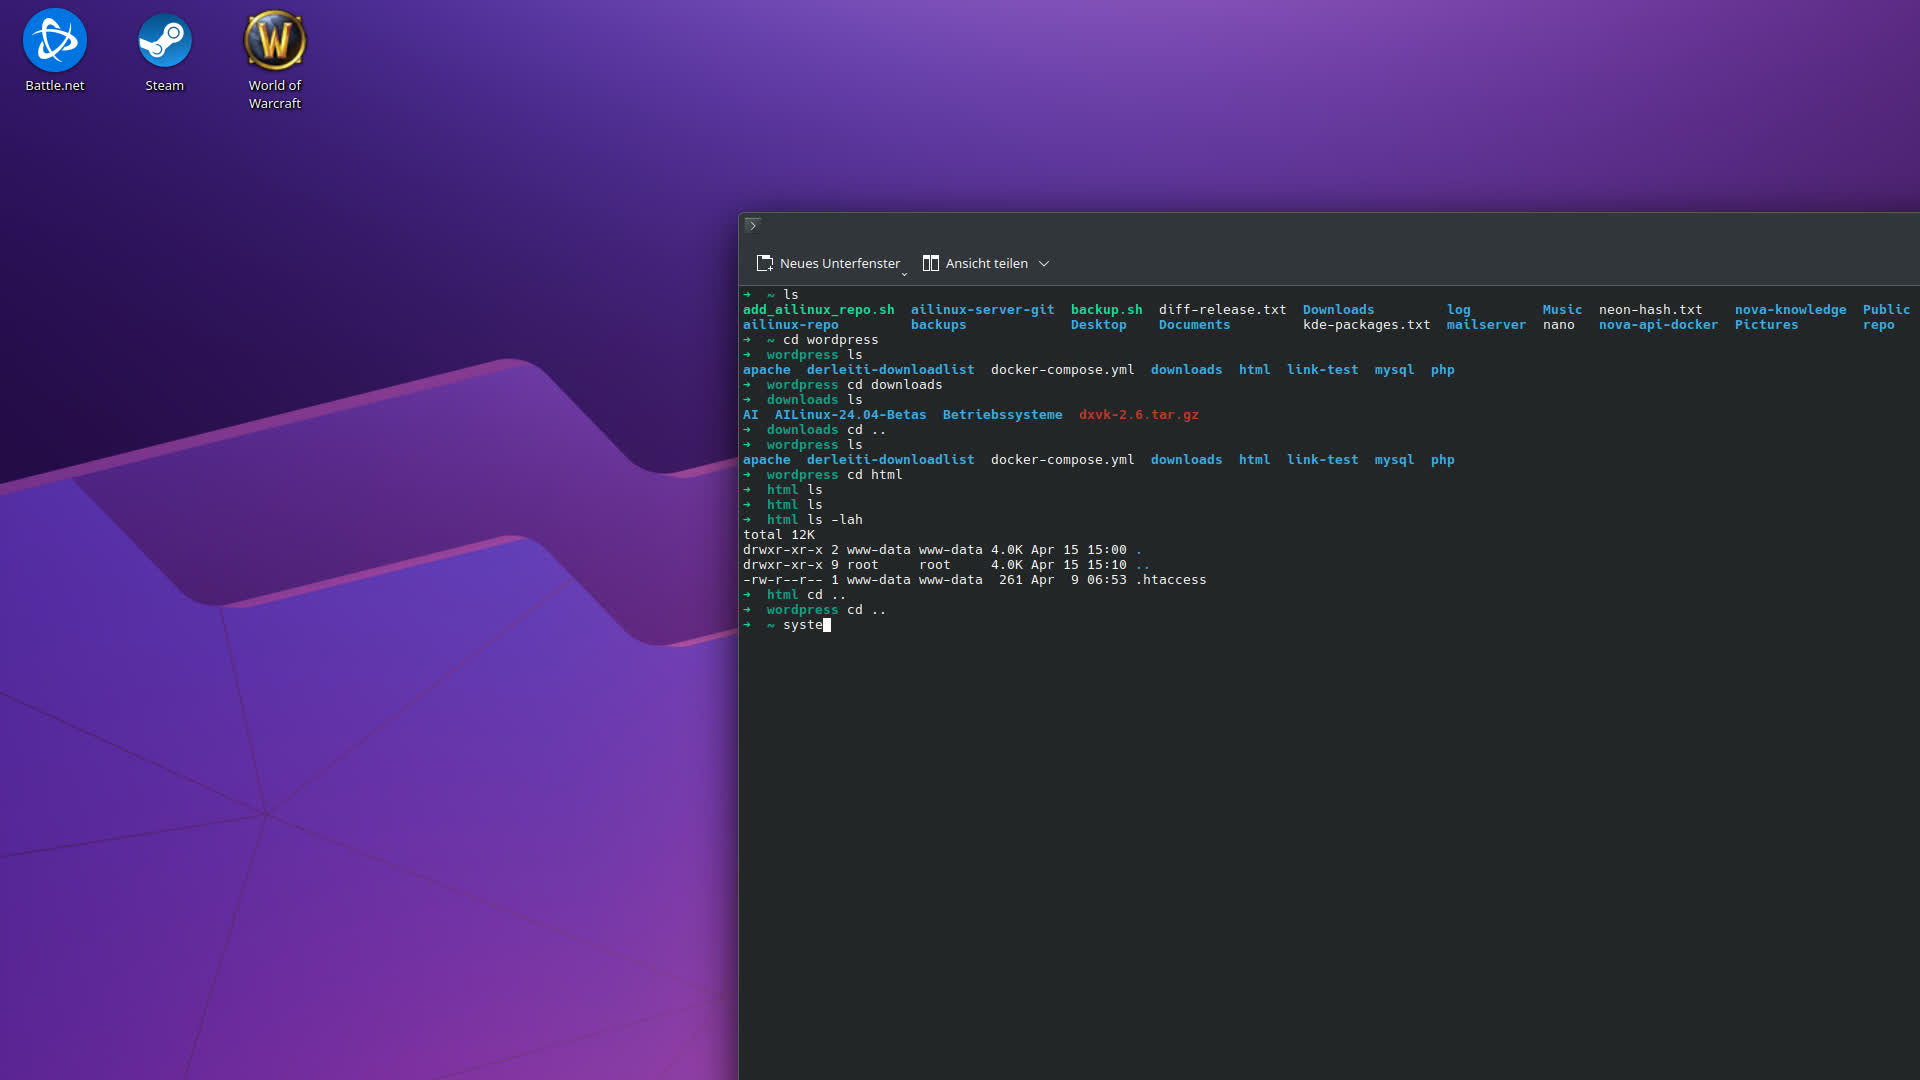 Battle.net
Steam
World of
Warcraft
Neues Unterfenster
Ansicht teilen
➜  ~ ls
add_ailinux_repo.sh  ailinux-server-git  backup.sh  diff-release.txt  Downloads         log         Music  neon-hash.txt    nova-knowledge  Public
ailinux-repo         backups             Desktop    Documents         kde-packages.txt  mailserver  nano   nova-api-docker  Pictures        repo
➜  ~ cd wordpress
➜  wordpress ls
apache  derleiti-downloadlist  docker-compose.yml  downloads  html  link-test  mysql  php
➜  wordpress cd downloads
➜  downloads ls
AI  AILinux-24.04-Betas  Betriebssysteme  dxvk-2.6.tar.gz
➜  downloads cd ..
➜  wordpress ls
apache  derleiti-downloadlist  docker-compose.yml  downloads  html  link-test  mysql  php
➜  wordpress cd html
➜  html ls
➜  html ls
➜  html ls -lah
total 12K
drwxr-xr-x 2 www-data www-data 4.0K Apr 15 15:00 .
drwxr-xr-x 9 root     root     4.0K Apr 15 15:10 ..
-rw-r--r-- 1 www-data www-data  261 Apr  9 06:53 .htaccess
➜  html cd ..
➜  wordpress cd ..
➜  ~ syste